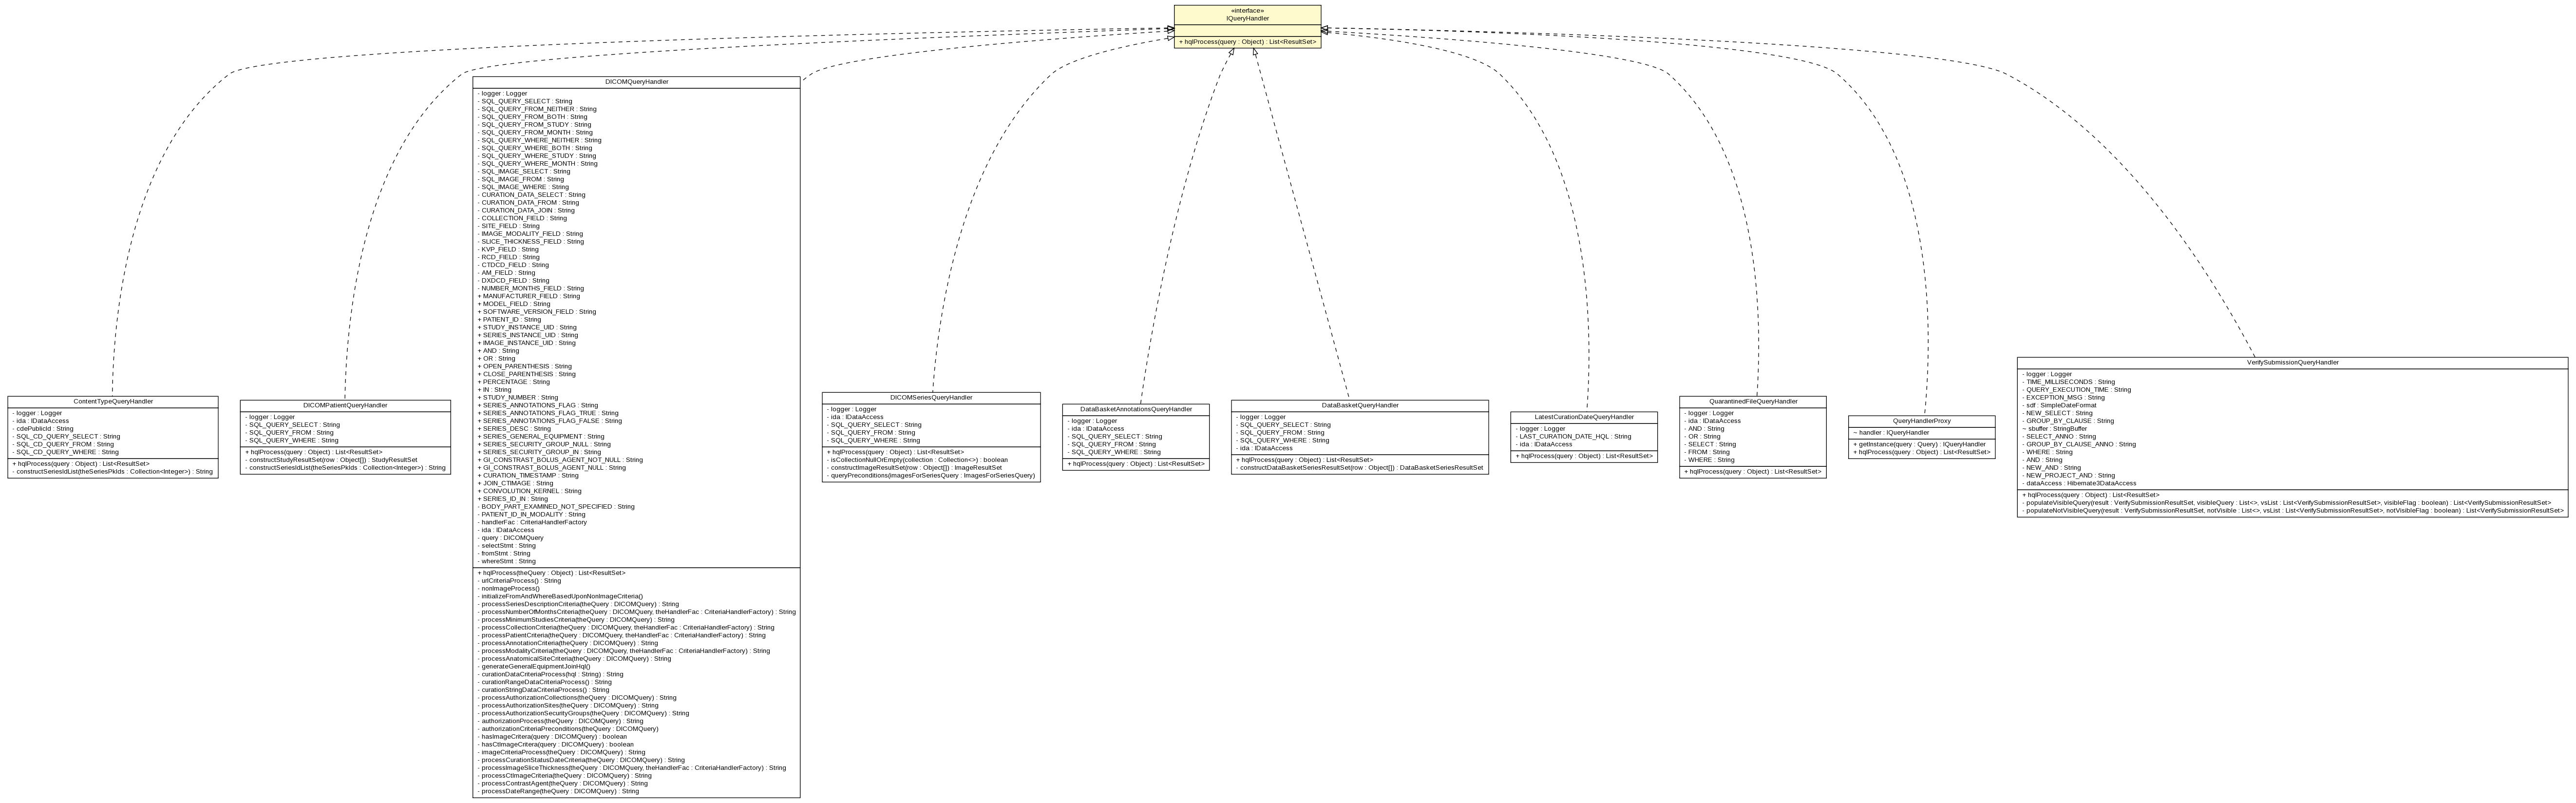 «interface»
IQueryHandler
+ hqlProcess(query : Object) : List<ResultSet>
ContentTypeQueryHandler
- logger : Logger
- ida : IDataAccess
- cdePublicId : String
- SQL_CD_QUERY_SELECT : String
- SQL_CD_QUERY_FROM : String
- SQL_CD_QUERY_WHERE : String
+ hqlProcess(query : Object) : List<ResultSet>
- constructSeriesIdList(theSeriesPkIds : Collection<Integer>) : String
DICOMPatientQueryHandler
- logger : Logger
- SQL_QUERY_SELECT : String
- SQL_QUERY_FROM : String
- SQL_QUERY_WHERE : String
+ hqlProcess(query : Object) : List<ResultSet>
- constructStudyResultSet(row : Object[]) : StudyResultSet
- constructSeriesIdList(theSeriesPkIds : Collection<Integer>) : String
DICOMQueryHandler
- logger : Logger
- SQL_QUERY_SELECT : String
- SQL_QUERY_FROM_NEITHER : String
- SQL_QUERY_FROM_BOTH : String
- SQL_QUERY_FROM_STUDY : String
- SQL_QUERY_FROM_MONTH : String
- SQL_QUERY_WHERE_NEITHER : String
- SQL_QUERY_WHERE_BOTH : String
- SQL_QUERY_WHERE_STUDY : String
- SQL_QUERY_WHERE_MONTH : String
- SQL_IMAGE_SELECT : String
- SQL_IMAGE_FROM : String
- SQL_IMAGE_WHERE : String
- CURATION_DATA_SELECT : String
- CURATION_DATA_FROM : String
- CURATION_DATA_JOIN : String
- COLLECTION_FIELD : String
- SITE_FIELD : String
- IMAGE_MODALITY_FIELD : String
- SLICE_THICKNESS_FIELD : String
- KVP_FIELD : String
- RCD_FIELD : String
- CTDCD_FIELD : String
- AM_FIELD : String
- DXDCD_FIELD : String
- NUMBER_MONTHS_FIELD : String
+ MANUFACTURER_FIELD : String
+ MODEL_FIELD : String
+ SOFTWARE_VERSION_FIELD : String
+ PATIENT_ID : String
+ STUDY_INSTANCE_UID : String
+ SERIES_INSTANCE_UID : String
+ IMAGE_INSTANCE_UID : String
+ AND : String
+ OR : String
+ OPEN_PARENTHESIS : String
+ CLOSE_PARENTHESIS : String
+ PERCENTAGE : String
+ IN : String
+ STUDY_NUMBER : String
+ SERIES_ANNOTATIONS_FLAG : String
+ SERIES_ANNOTATIONS_FLAG_TRUE : String
+ SERIES_ANNOTATIONS_FLAG_FALSE : String
+ SERIES_DESC : String
+ SERIES_GENERAL_EQUIPMENT : String
+ SERIES_SECURITY_GROUP_NULL : String
+ SERIES_SECURITY_GROUP_IN : String
+ GI_CONSTRAST_BOLUS_AGENT_NOT_NULL : String
+ GI_CONSTRAST_BOLUS_AGENT_NULL : String
+ CURATION_TIMESTAMP : String
+ JOIN_CTIMAGE : String
+ CONVOLUTION_KERNEL : String
+ SERIES_ID_IN : String
- BODY_PART_EXAMINED_NOT_SPECIFIED : String
- PATIENT_ID_IN_MODALITY : String
- handlerFac : CriteriaHandlerFactory
- ida : IDataAccess
- query : DICOMQuery
- selectStmt : String
- fromStmt : String
- whereStmt : String
+ hqlProcess(theQuery : Object) : List<ResultSet>
- urlCriteriaProcess() : String
- nonImageProcess()
- initializeFromAndWhereBasedUponNonImageCriteria()
- processSeriesDescriptionCriteria(theQuery : DICOMQuery) : String
- processNumberOfMonthsCriteria(theQuery : DICOMQuery, theHandlerFac : CriteriaHandlerFactory) : String
- processMinimumStudiesCriteria(theQuery : DICOMQuery) : String
- processCollectionCriteria(theQuery : DICOMQuery, theHandlerFac : CriteriaHandlerFactory) : String
- processPatientCriteria(theQuery : DICOMQuery, theHandlerFac : CriteriaHandlerFactory) : String
- processAnnotationCriteria(theQuery : DICOMQuery) : String
- processModalityCriteria(theQuery : DICOMQuery, theHandlerFac : CriteriaHandlerFactory) : String
- processAnatomicalSiteCriteria(theQuery : DICOMQuery) : String
- generateGeneralEquipmentJoinHql()
- curationDataCriteriaProcess(hql : String) : String
- curationRangeDataCriteriaProcess() : String
- curationStringDataCriteriaProcess() : String
- processAuthorizationCollections(theQuery : DICOMQuery) : String
- processAuthorizationSites(theQuery : DICOMQuery) : String
- processAuthorizationSecurityGroups(theQuery : DICOMQuery) : String
- authorizationProcess(theQuery : DICOMQuery) : String
- authorizationCriteriaPreconditions(theQuery : DICOMQuery)
- hasImageCritera(query : DICOMQuery) : boolean
- hasCtImageCritera(query : DICOMQuery) : boolean
- imageCriteriaProcess(theQuery : DICOMQuery) : String
- processCurationStatusDateCriteria(theQuery : DICOMQuery) : String
- processImageSliceThickness(theQuery : DICOMQuery, theHandlerFac : CriteriaHandlerFactory) : String
- processCtImageCriteria(theQuery : DICOMQuery) : String
- processContrastAgent(theQuery : DICOMQuery) : String
- processDateRange(theQuery : DICOMQuery) : String
DICOMSeriesQueryHandler
- logger : Logger
- ida : IDataAccess
- SQL_QUERY_SELECT : String
- SQL_QUERY_FROM : String
- SQL_QUERY_WHERE : String
+ hqlProcess(query : Object) : List<ResultSet>
- isCollectionNullOrEmpty(collection : Collection<>) : boolean
- constructImageResultSet(row : Object[]) : ImageResultSet
- queryPreconditions(imagesForSeriesQuery : ImagesForSeriesQuery)
DataBasketAnnotationsQueryHandler
- logger : Logger
- ida : IDataAccess
- SQL_QUERY_SELECT : String
- SQL_QUERY_FROM : String
- SQL_QUERY_WHERE : String
+ hqlProcess(query : Object) : List<ResultSet>
DataBasketQueryHandler
- logger : Logger
- SQL_QUERY_SELECT : String
- SQL_QUERY_FROM : String
- SQL_QUERY_WHERE : String
- ida : IDataAccess
+ hqlProcess(query : Object) : List<ResultSet>
- constructDataBasketSeriesResultSet(row : Object[]) : DataBasketSeriesResultSet
LatestCurationDateQueryHandler
- logger : Logger
- LAST_CURATION_DATE_HQL : String
- ida : IDataAccess
+ hqlProcess(query : Object) : List<ResultSet>
QuarantinedFileQueryHandler
- logger : Logger
- ida : IDataAccess
- AND : String
- OR : String
- SELECT : String
- FROM : String
- WHERE : String
+ hqlProcess(query : Object) : List<ResultSet>
QueryHandlerProxy
~ handler : IQueryHandler
+ getInstance(query : Query) : IQueryHandler
+ hqlProcess(query : Object) : List<ResultSet>
VerifySubmissionQueryHandler
- logger : Logger
- TIME_MILLISECONDS : String
- QUERY_EXECUTION_TIME : String
- EXCEPTION_MSG : String
- sdf : SimpleDateFormat
- NEW_SELECT : String
- GROUP_BY_CLAUSE : String
~ sbuffer : StringBuffer
- SELECT_ANNO : String
- GROUP_BY_CLAUSE_ANNO : String
- WHERE : String
- AND : String
- NEW_AND : String
- NEW_PROJECT_AND : String
- dataAccess : Hibernate3DataAccess
+ hqlProcess(query : Object) : List<ResultSet>
- populateVisibleQuery(result : VerifySubmissionResultSet, visibleQuery : List<>, vsList : List<VerifySubmissionResultSet>, visibleFlag : boolean) : List<VerifySubmissionResultSet>
- populateNotVisibleQuery(result : VerifySubmissionResultSet, notVisible : List<>, vsList : List<VerifySubmissionResultSet>, notVisibleFlag : boolean) : List<VerifySubmissionResultSet>